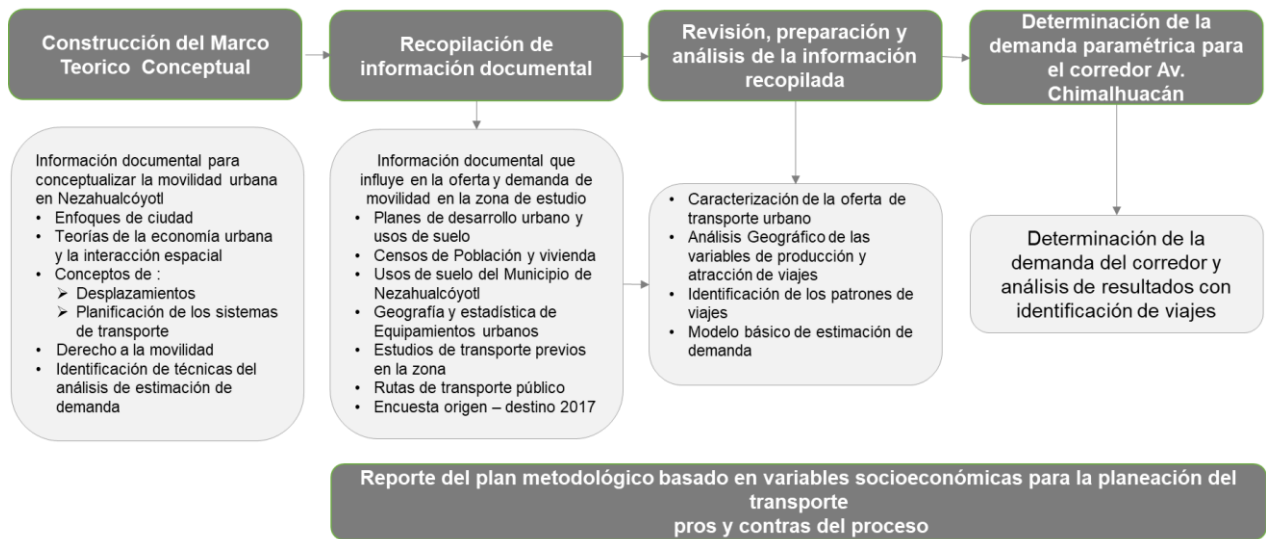 Construcción del Marco
Teorico Conceptual
Recopilación de
información documental
Revisión, preparación y
análisis de la información
recopilada
Determinación de la
demanda paramétrica para
el corredor Av.
Chimalhuacán
Información documental para
conceptualizar la movilidad urbana
en Nezahualcóyotl
• Enfoques de ciudad
• Teorías de la economía urbana
y la interacción espacial
• Conceptos de :
➢ Desplazamientos
➢ Planificación de los sistemas
de transporte
• Derecho a la movilidad
• Identificación de técnicas del
análisis de estimación de
demanda
Información documental que
influye en la oferta y demanda de
movilidad en la zona de estudio
• Planes de desarrollo urbano y
usos de suelo
• Censos de Población y vivienda
• Usos de suelo del Municipio de
Nezahualcóyotl
• Geografía y estadística de
Equipamientos urbanos
• Estudios de transporte previos
en la zona
• Rutas de transporte público
• Encuesta origen – destino 2017
• Caracterización de la oferta de
transporte urbano
• Análisis Geográfico de las
variables de producción y
atracción de viajes
• Identificación de los patrones de
viajes
• Modelo básico de estimación de
demanda
Determinación de la
demanda del corredor y
análisis de resultados con
identificación de viajes
Reporte del plan metodológico basado en variables socioeconómicas para la planeación del
transporte
pros y contras del proceso